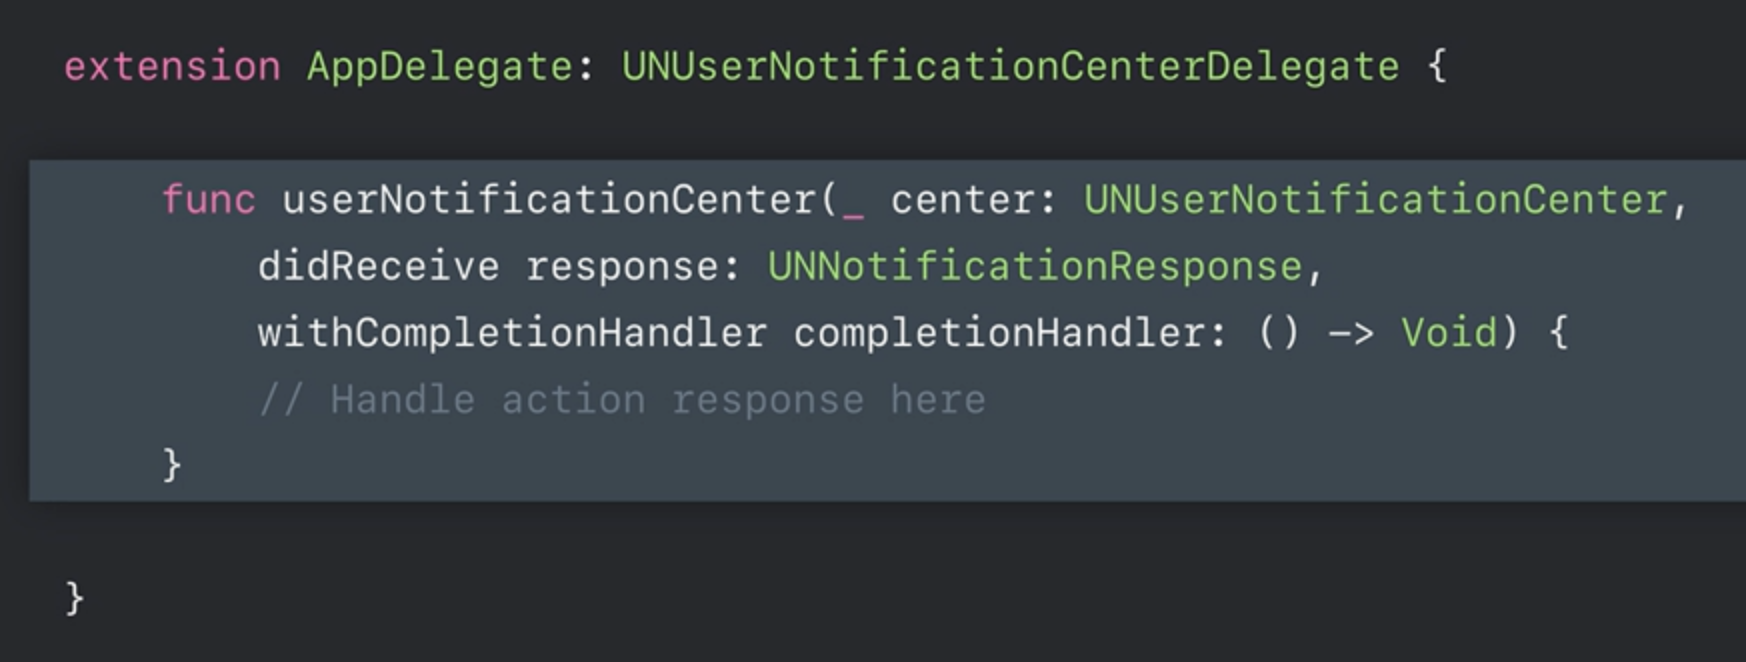 extension AppDelegate: UNUserNotificationCenterDelegate {
func userNotificationCenter(_ center: UNUserNotificationCenter,
didReceive response: UNNotificationResponse,
withCompletionHandler completionHandler: () -> Void) {
// Handle action response here
}
}